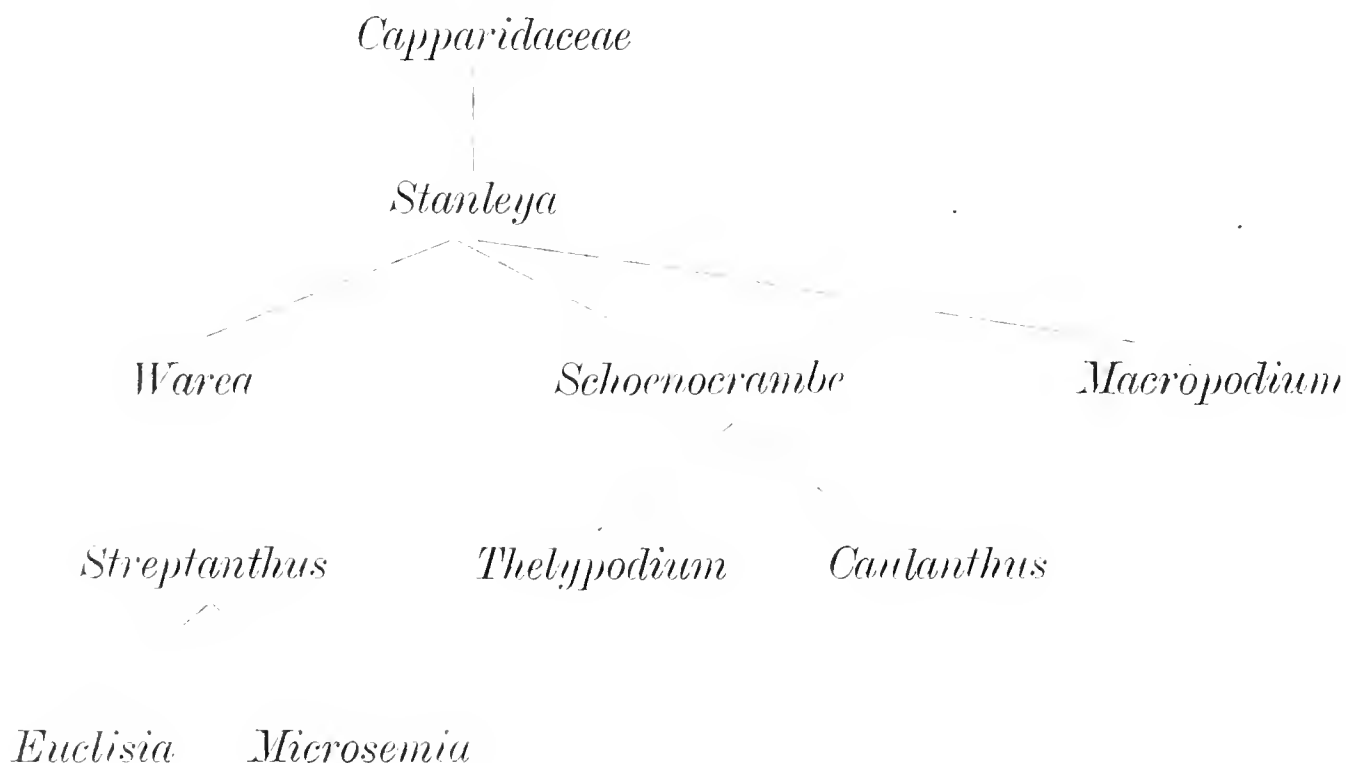 Capparidaceae
Stanleya
Warea Schoenocrambe Macropodium
Streptanthus Thelypodium Caulanthus
Euclisia Microsemia